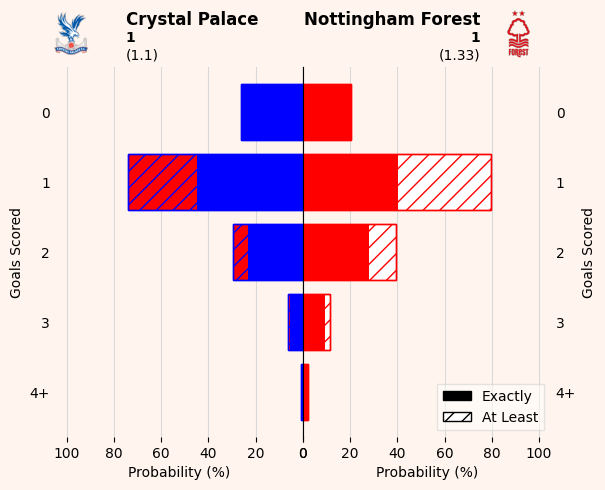 Crystal Palace
1
(1.1)
Nottingham Forest
1
(1.33)
FOREST
Goals Scored
0
1
2
3
4+
0
1
2
3
4+
Goals Scored
Exactly
At Least
100 80 60 40 20 0 20 40 60 80 100
Probability (%)
Probability (%)